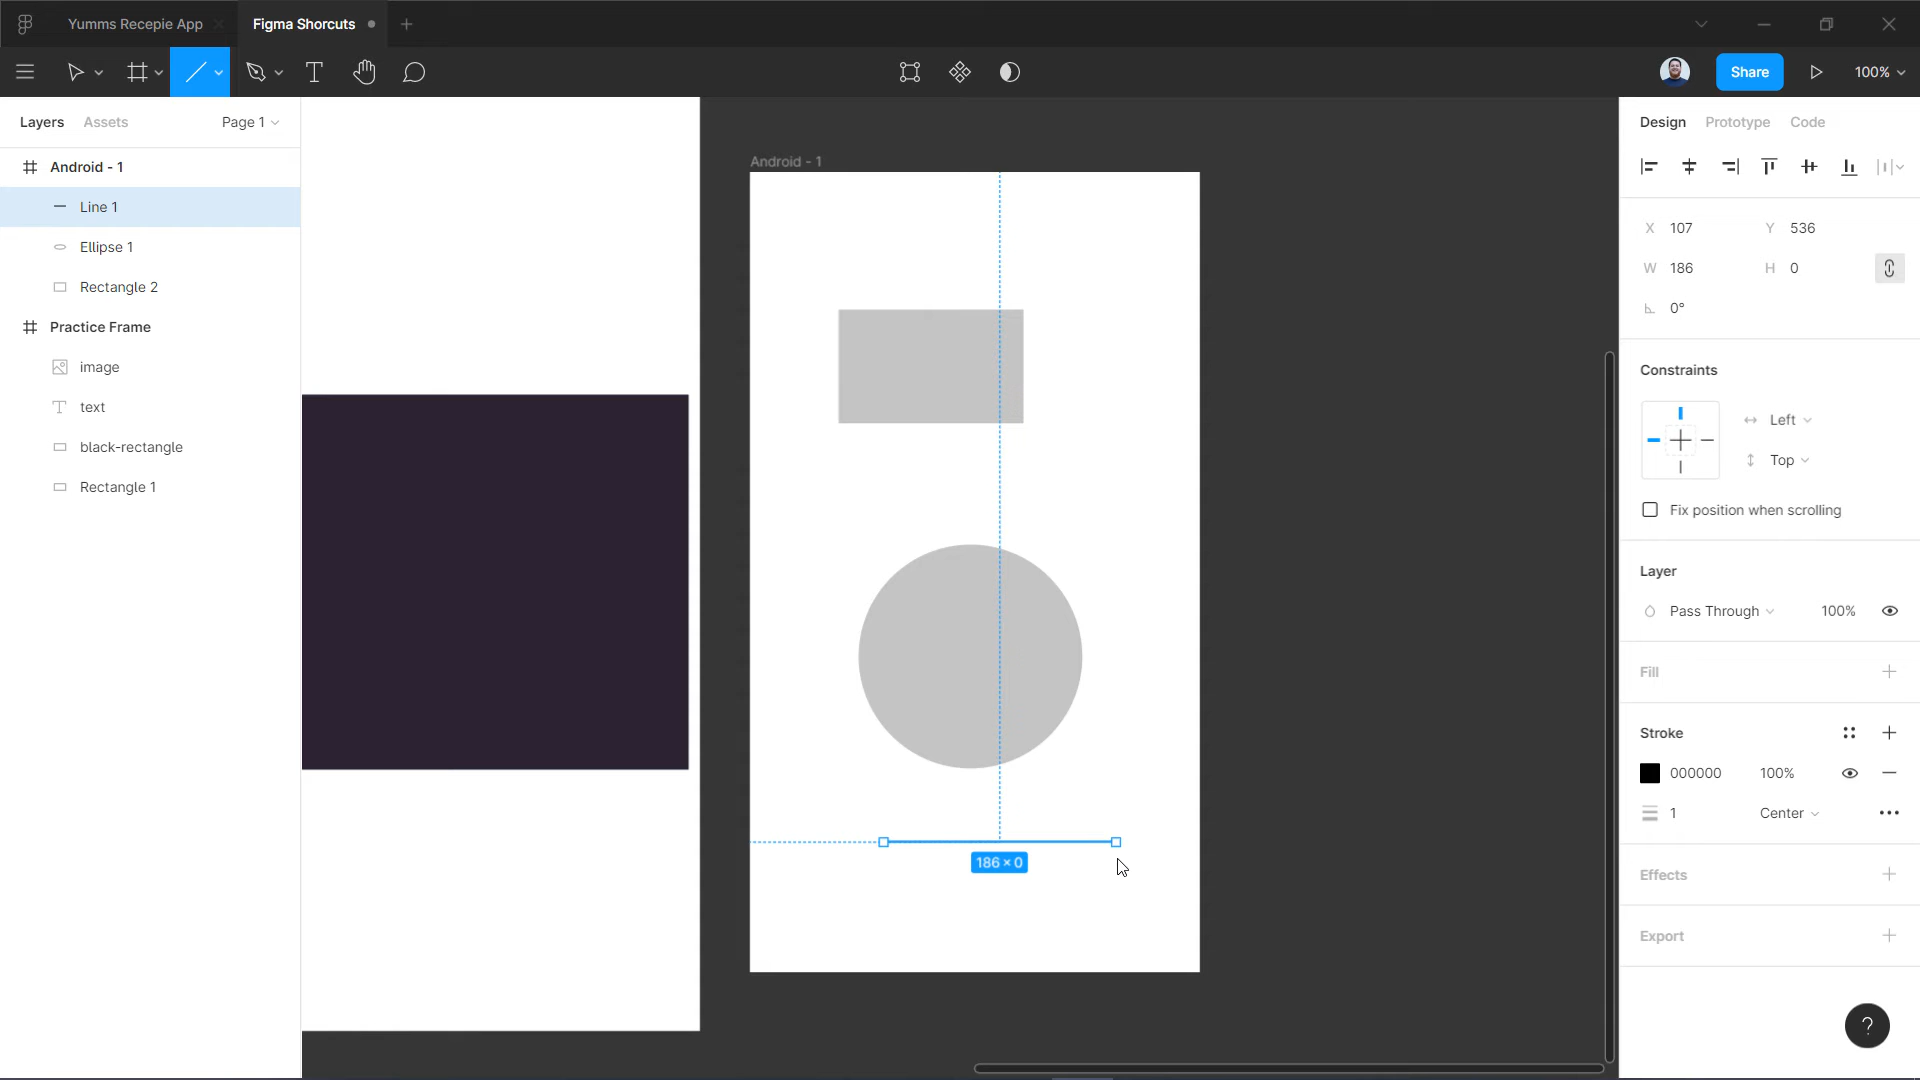 Yumms Recepie App
Figma Shorcuts
Share
100%
Layers
Assets
Page 1
Android - 1
Line 1
Ellipse 1
Rectangle 2
Practice Frame
image
text
black-rectangle
Rectangle 1
Android - 1
186 × 0
Design
Prototype
Code
X 107
Y 536
W 186
H 0
0°
Constraints
Left
Top
Fix position when scrolling
Layer
Pass Through
100%
Fill
Stroke
000000
100%
1
Center
Effects
Export
?